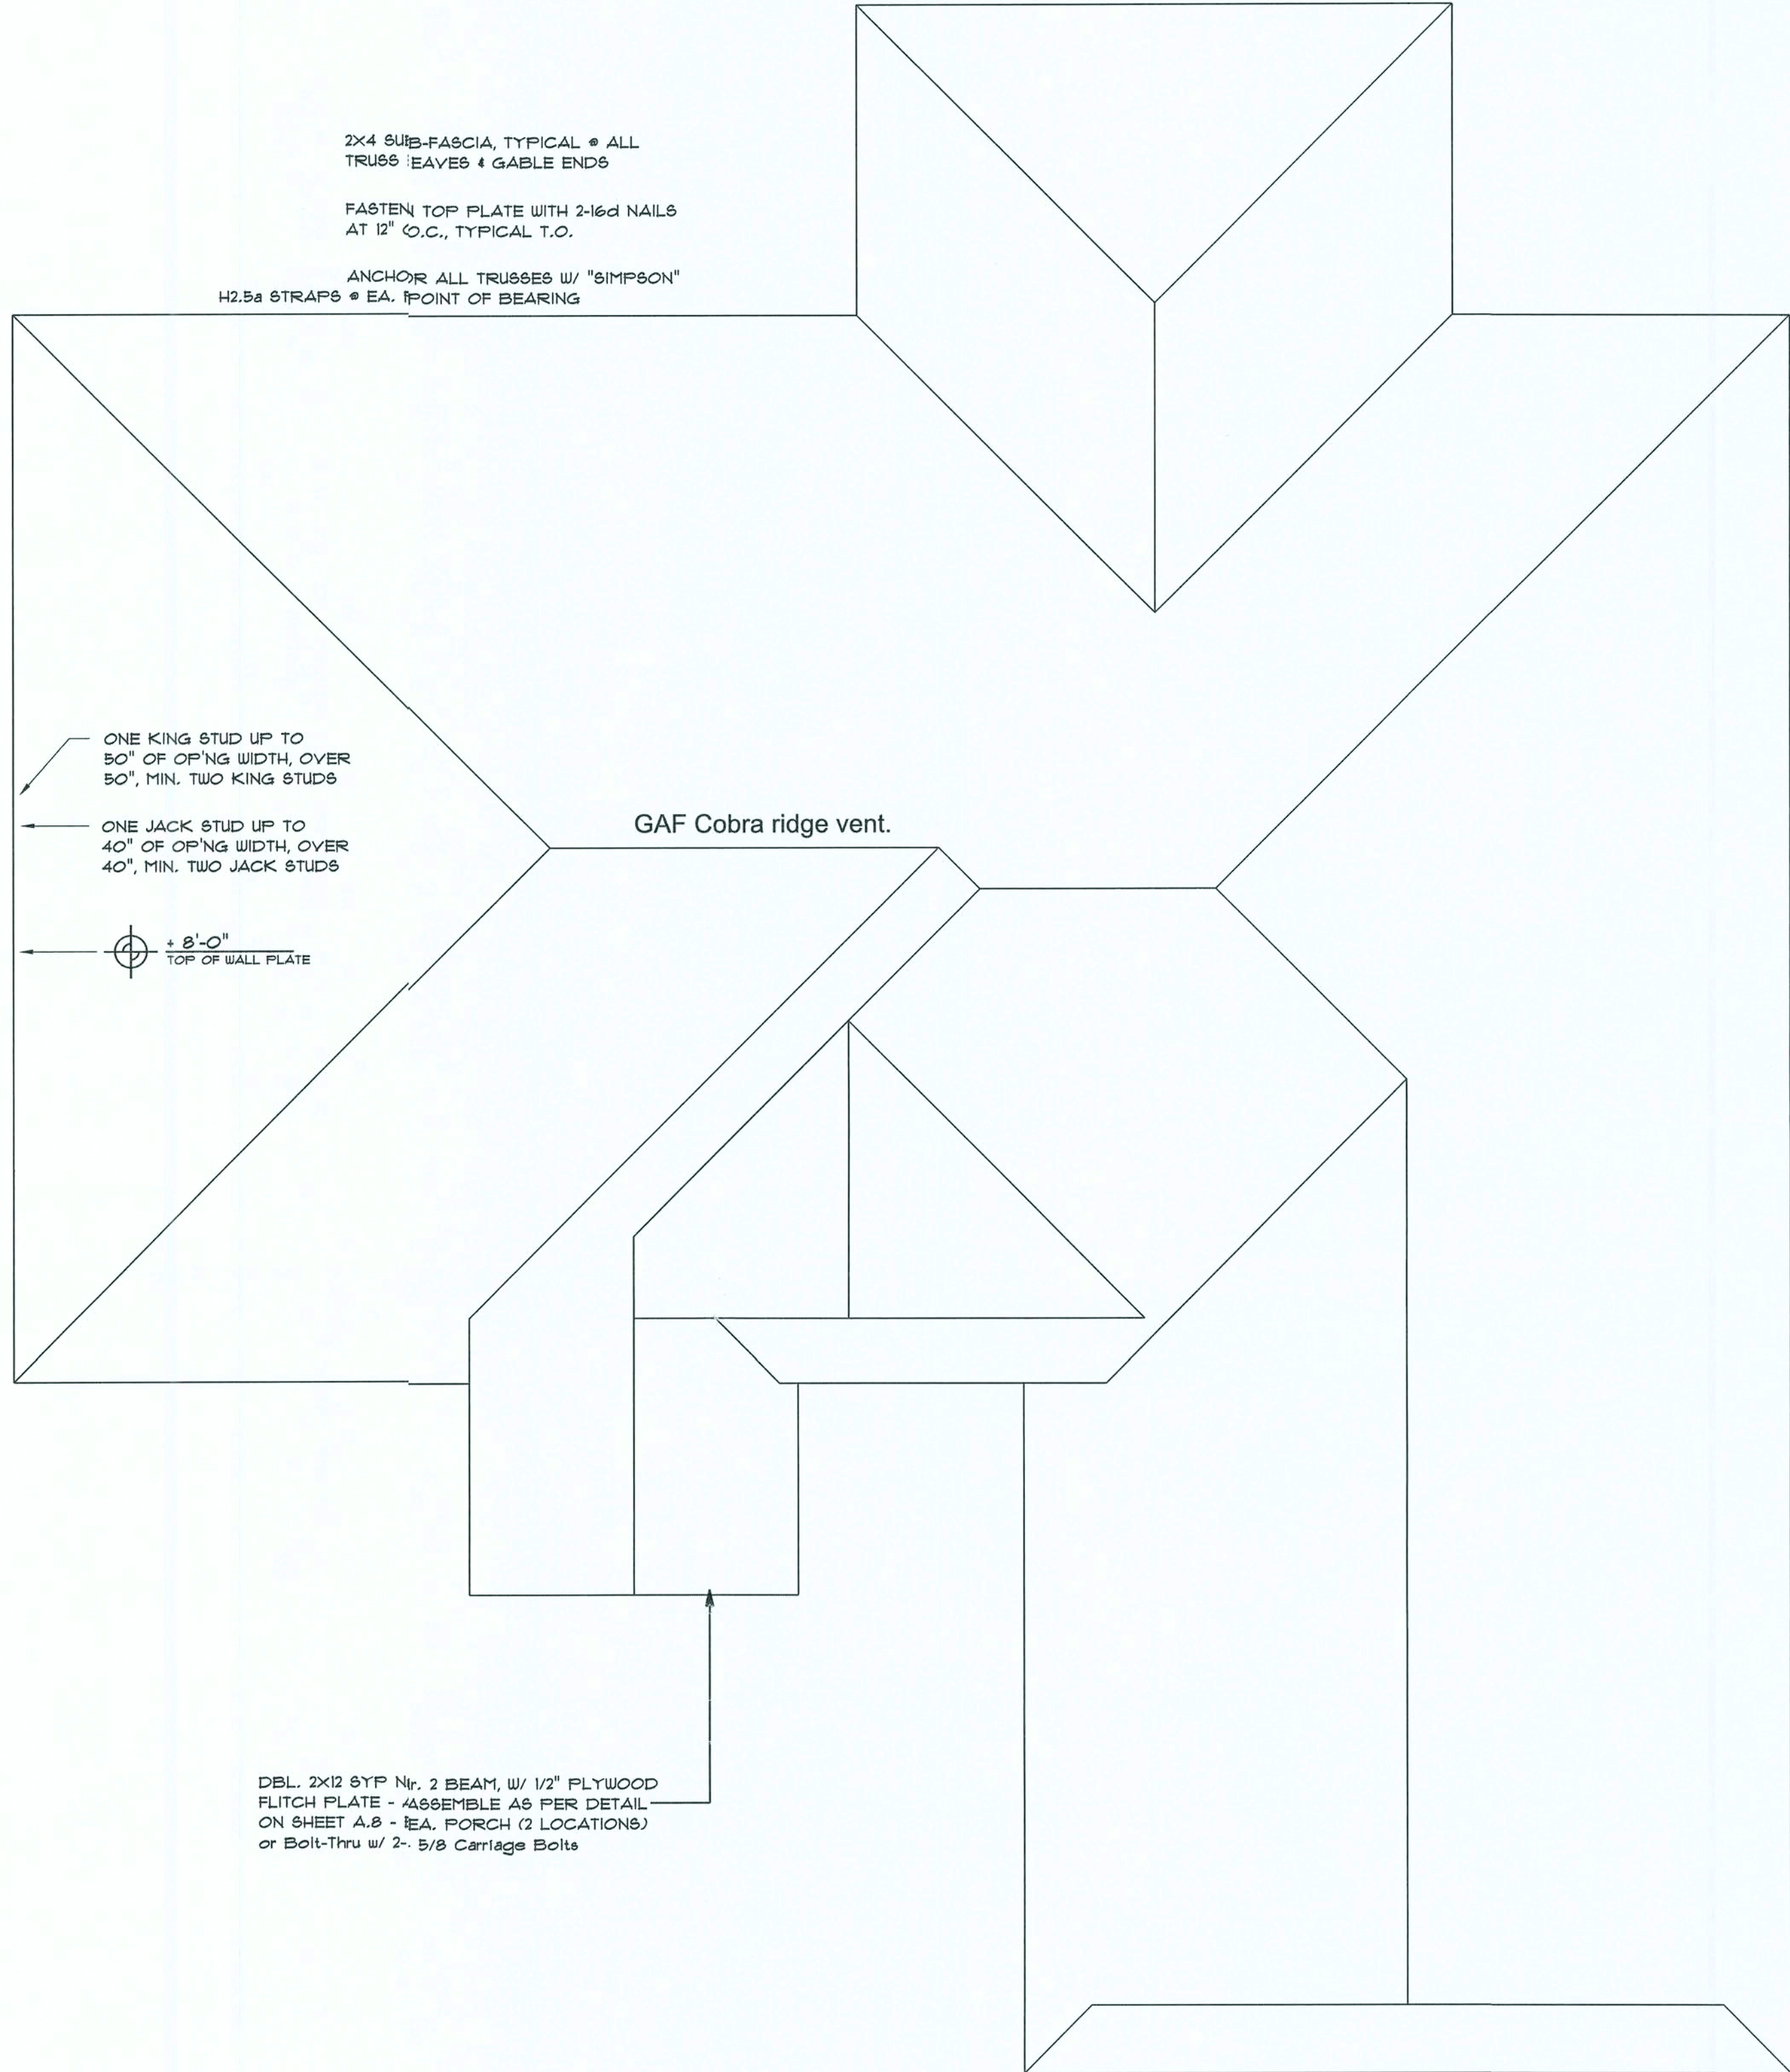 2X4 SUB-FASCIA, TYPICAL @ ALL
TRUSS EAVES & GABLE ENDS
FASTEN TOP PLATE WITH 2-16d NAILS
AT 12" O.C., TYPICAL T.O.
ANCHOR ALL TRUSSES W/ "SIMPSON"
H2.5a STRAPS @ EA. POINT OF BEARING
ONE KING STUD UP TO
50" OF OP'NG WIDTH, OVER
50", MIN. TWO KING STUDS
GAF Cobra ridge vent.
ONE JACK STUD UP TO
40" OF OP'NG WIDTH, OVER
40", MIN. TWO JACK STUDS
+ 8'-0"
TOP OF WALL PLATE
DBL. 2X12 SYP Nr. 2 BEAM, W/ 1/2" PLYWOOD
FLITCH PLATE - ASSEMBLE AS PER DETAIL
ON SHEET A.8 - EA. PORCH (2 LOCATIONS)
or Bolt-Thru w/ 2- 5/8 Carriage Bolts